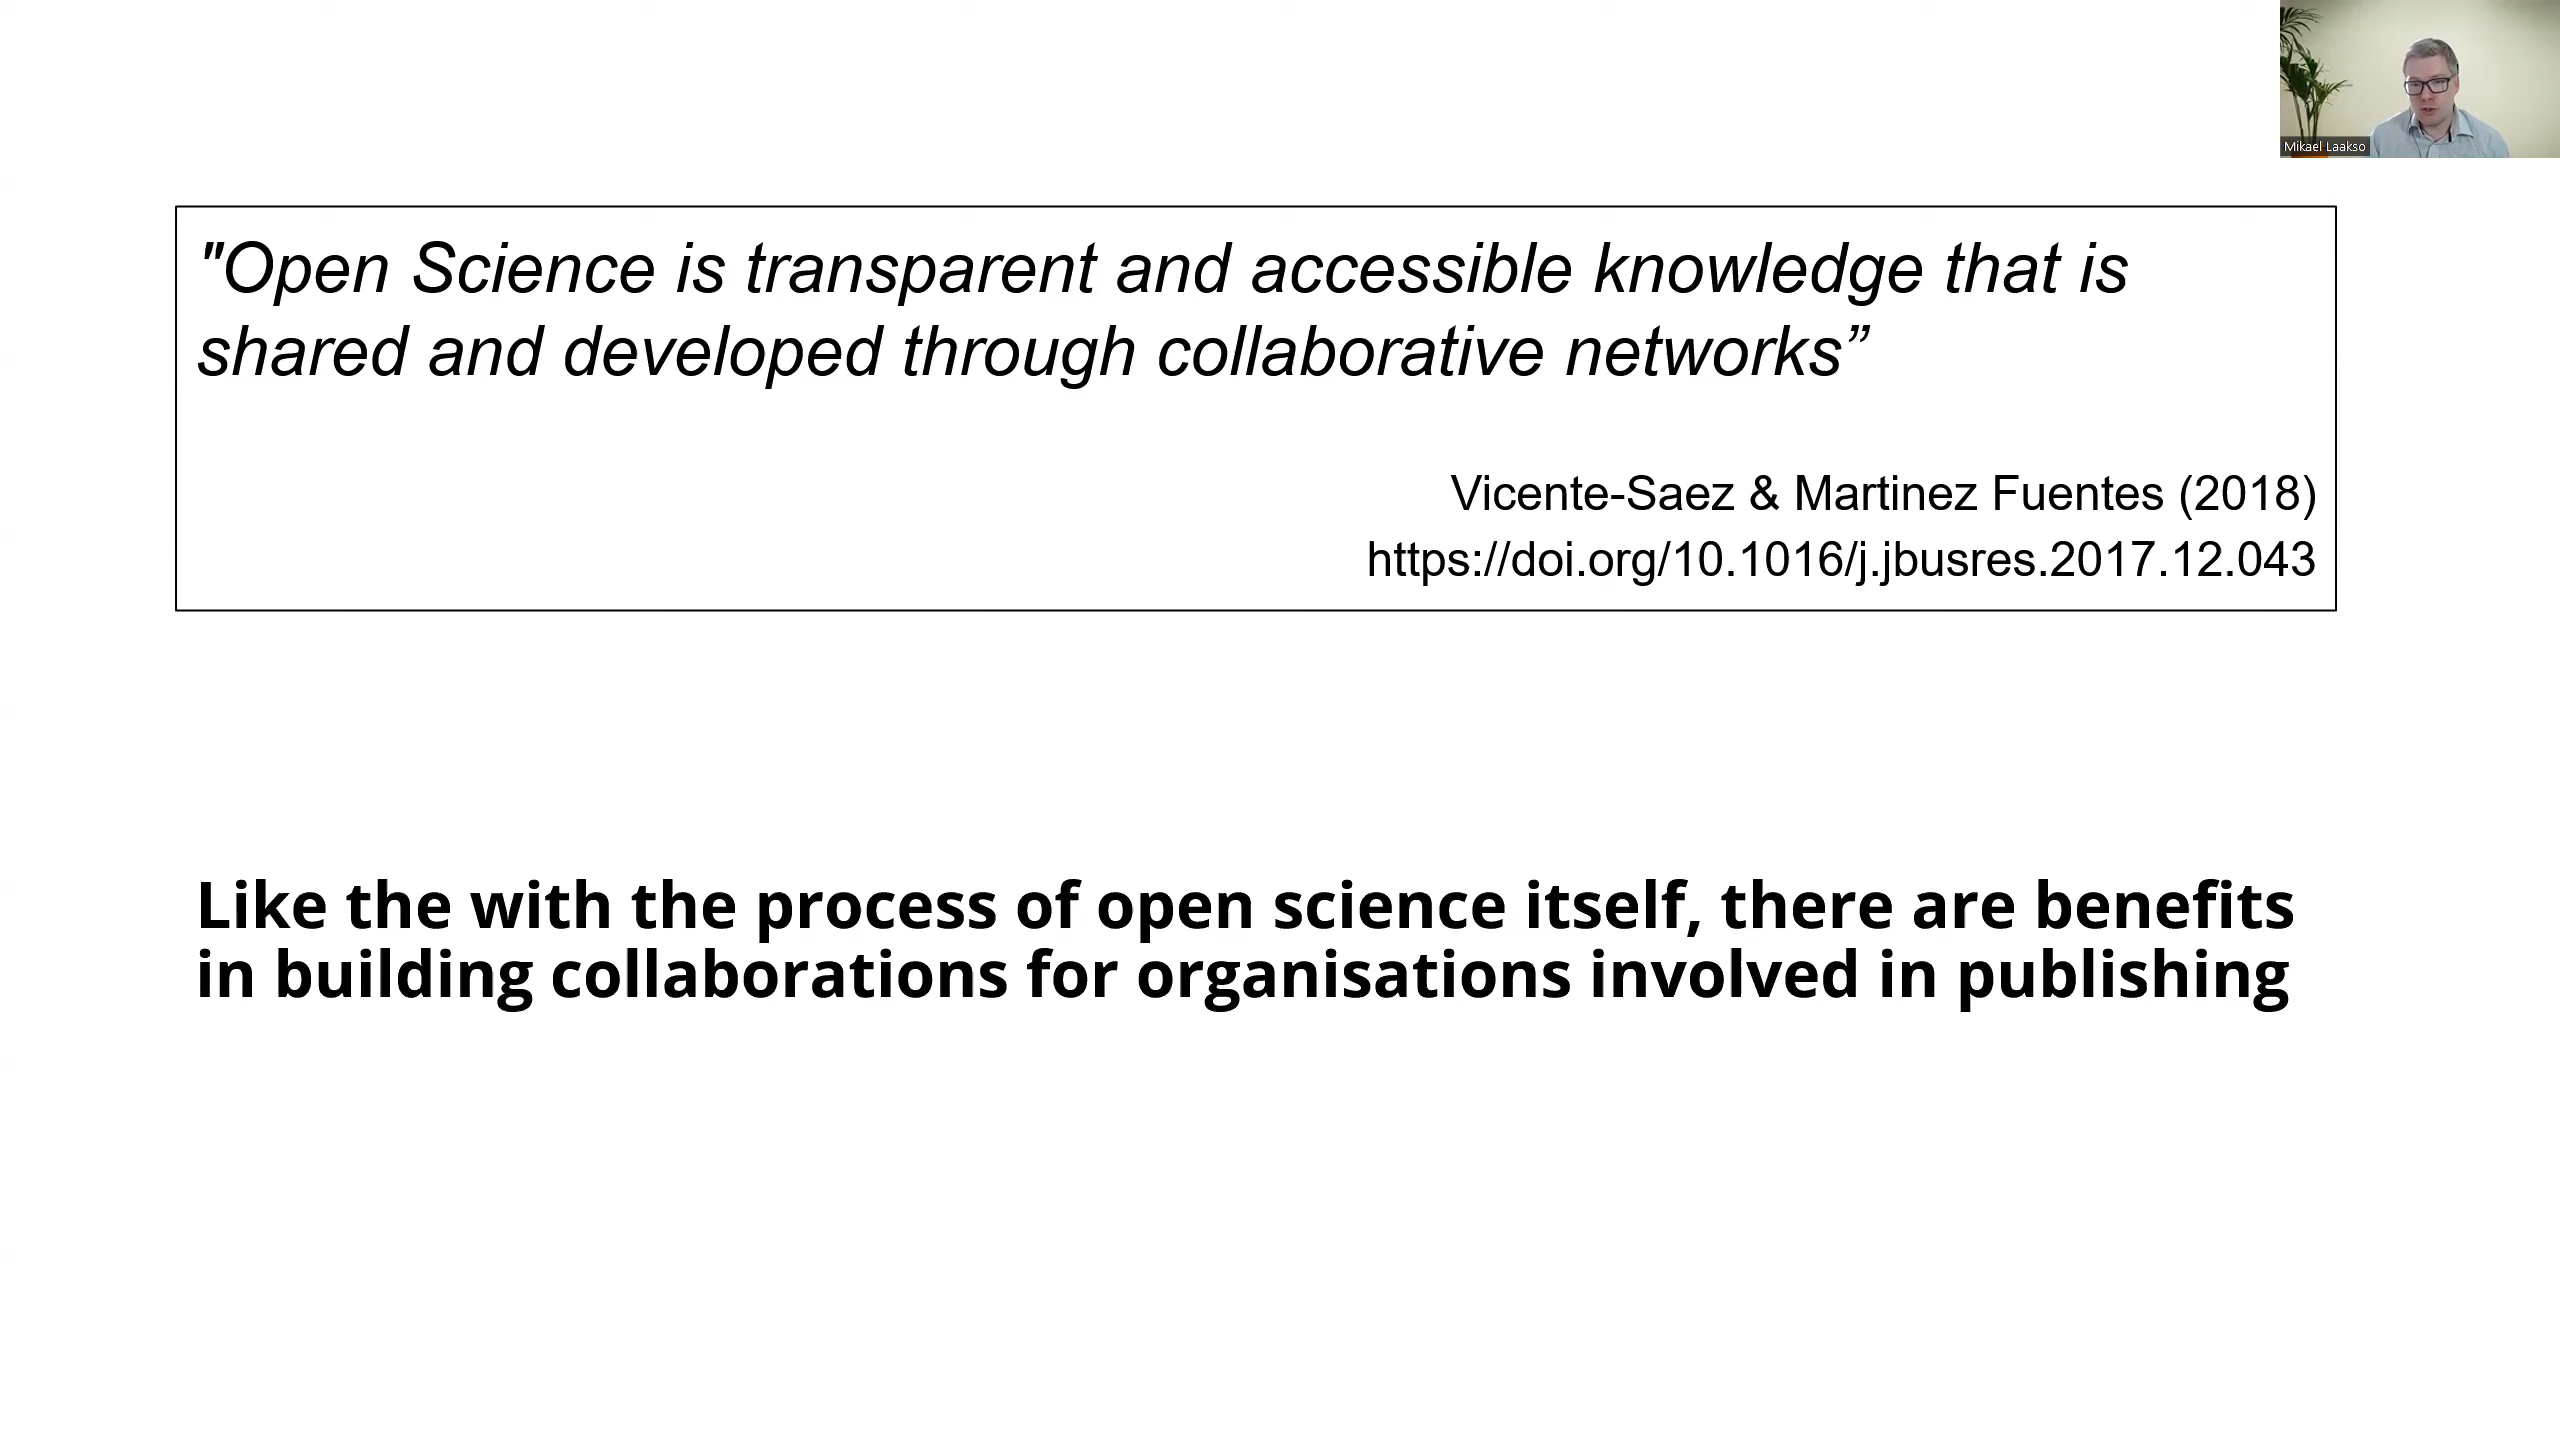 Mikael Laakso
"Open Science is transparent and accessible knowledge that is
shared and developed through collaborative networks”
Vicente-Saez & Martinez Fuentes (2018)
https://doi.org/10.1016/j.jbusres.2017.12.043
Like the with the process of open science itself, there are benefits
in building collaborations for organisations involved in publishing